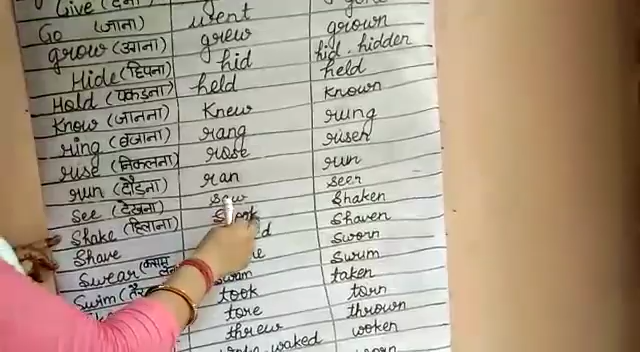 Give (देना)
Go (जाना) went
grow (उगना) grew grown
Hide (छिपना) hid hid. hidden
Hold (पकड़ना) held held
Know (जानना) Knew Known
ring (बजाना) rang rung
rise (निकलना) rose risen
run (दौड़ना) ran run
see (देखना) saw seen
Shake (हिलाना) shaken
Shave shaven
Swear sworn
Swim swam swum
took taken
tore torn
threw thrown
waked woken